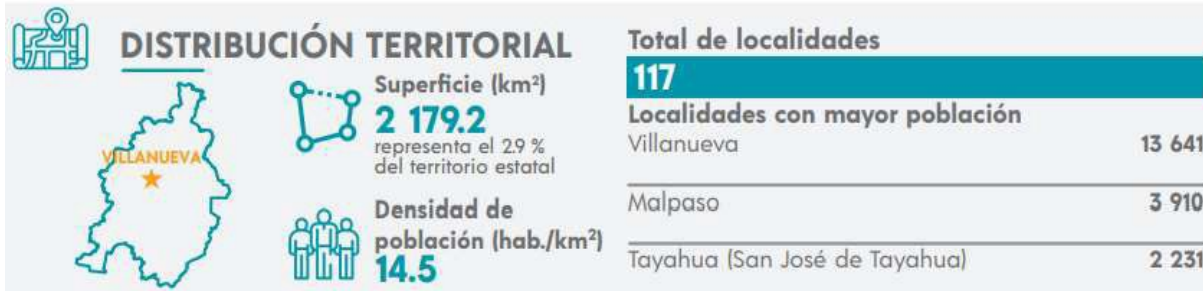 DISTRIBUCIÓN TERRITORIAL
VILLANUEVA
Superficie (km²)
2 179.2
representa el 2.9 %
del territorio estatal
Densidad de
población (hab./km²)
14.5
Total de localidades
117
Localidades con mayor población
Villanueva 13 641
Malpaso 3 910
Tayahua (San José de Tayahua) 2 231